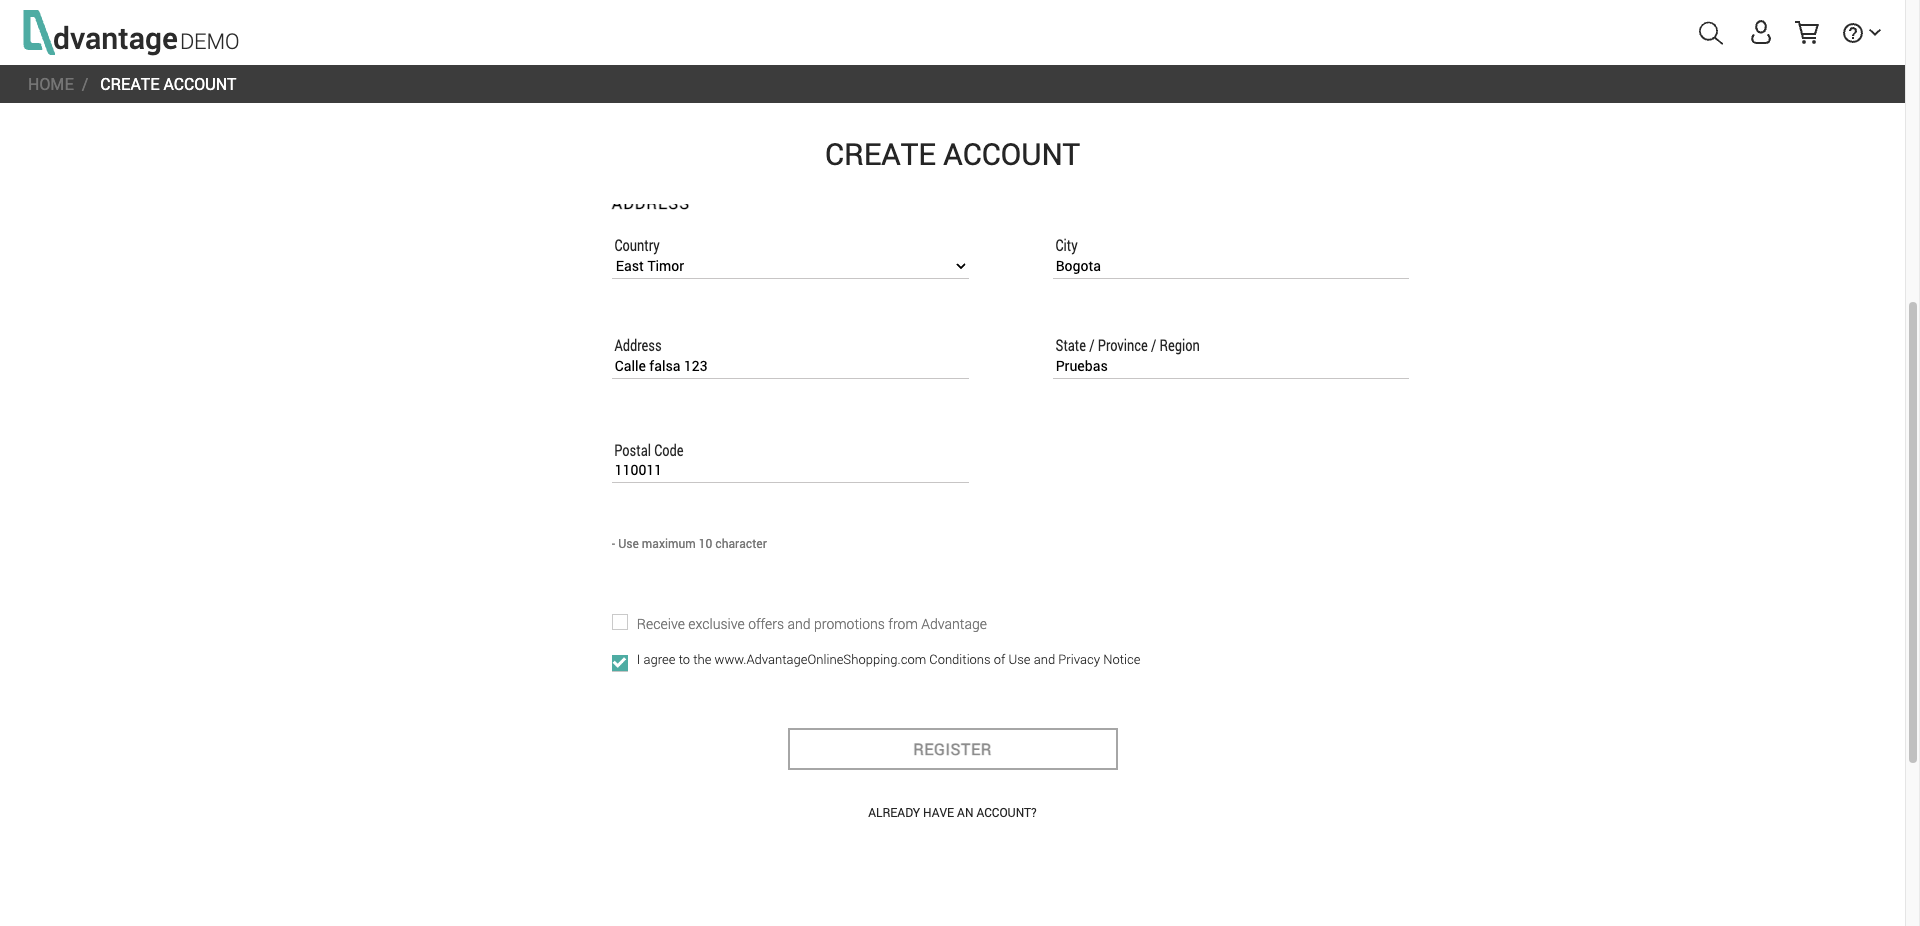 dvantage DEMO
HOME / CREATE ACCOUNT
CREATE ACCOUNT
ADDRESS
Country
East Timor
City
Bogota
Address
Calle falsa 123
State / Province / Region
Pruebas
Postal Code
110011
- Use maximum 10 character
Receive exclusive offers and promotions from Advantage
I agree to the www.AdvantageOnlineShopping.com Conditions of Use and Privacy Notice
REGISTER
ALREADY HAVE AN ACCOUNT?